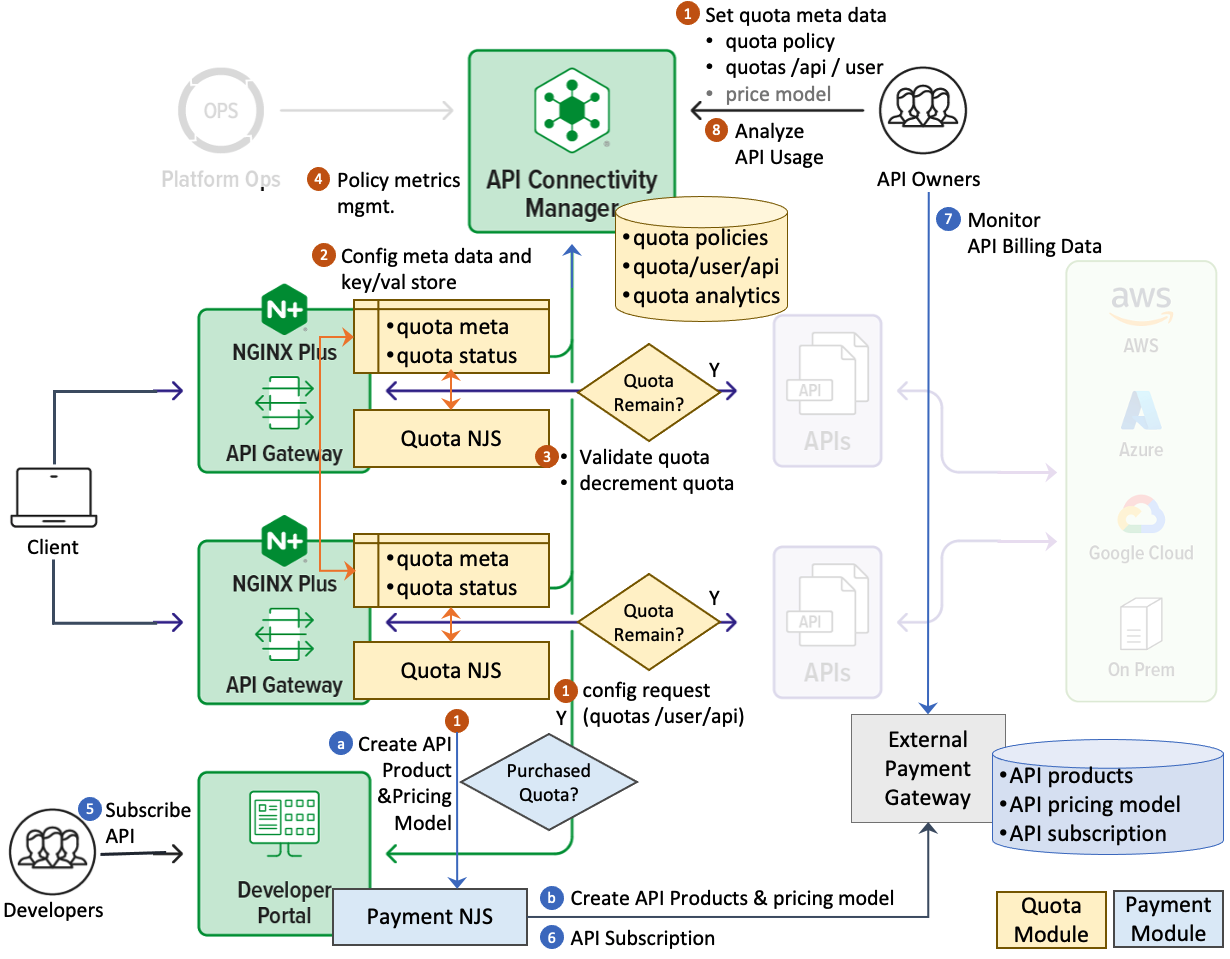 1 Set quota meta data
• quota policy
• quotas /api / user
• price model
8 Analyze
API Usage
API Owners
OPS
Platform Ops
4 Policy metrics
mgmt.
API Connectivity
Manager
•quota policies
•quota/user/api
•quota analytics
7 Monitor
API Billing Data
2 Config meta data and
key/val store
N+
NGINX Plus
API Gateway
•quota meta
•quota status
Quota NJS
Quota
Remain?
Y
3 • Validate quota
• decrement quota
API
APIs
aws
AWS
Azure
Google Cloud
On Prem
Client
N+
NGINX Plus
API Gateway
•quota meta
•quota status
Quota NJS
Quota
Remain?
Y
API
APIs
1 config request
(quotas /user/api)
Y
1
a Create API
Product
&Pricing
Model
Purchased
Quota?
External
Payment
Gateway
•API products
•API pricing model
•API subscription
5 Subscribe
API
Developers
Developer
Portal
Payment NJS
b Create API Products & pricing model
6 API Subscription
Quota
Module
Payment
Module